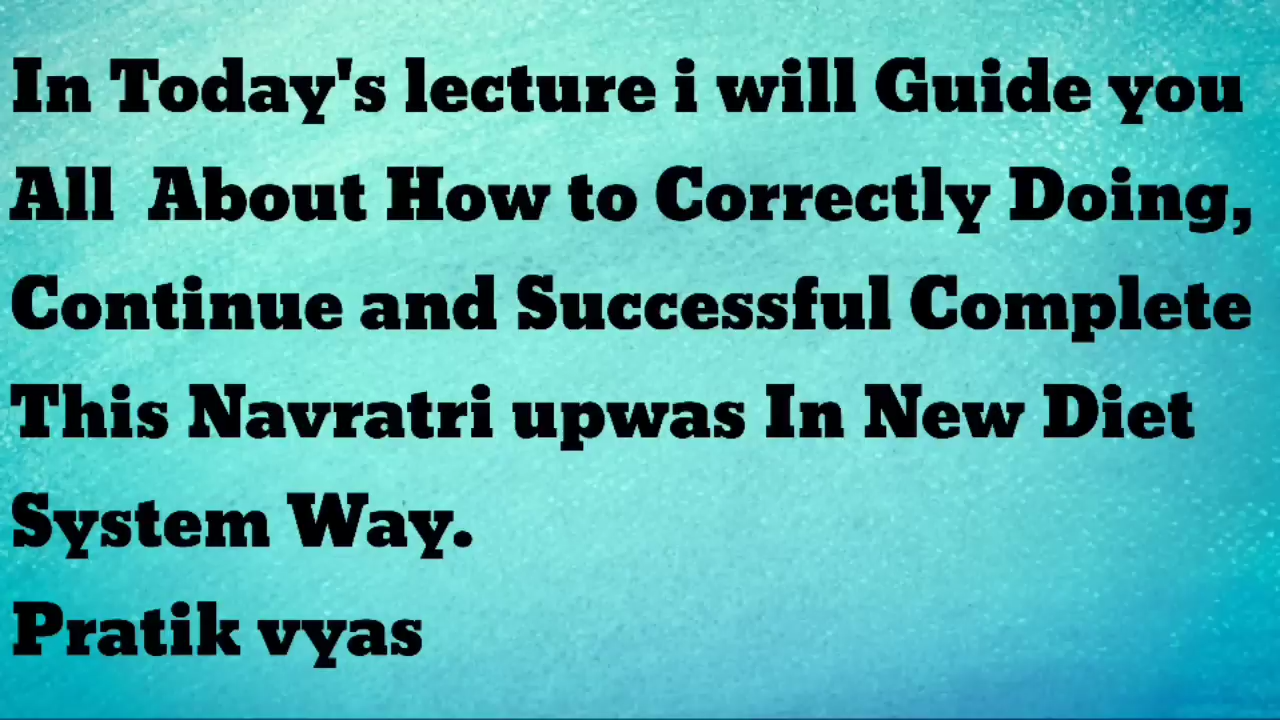 In Today's lecture i will Guide you
All About How to Correctly Doing,
Continue and Successful Complete
This Navratri upwas In New Diet
System Way.
Pratik vyas